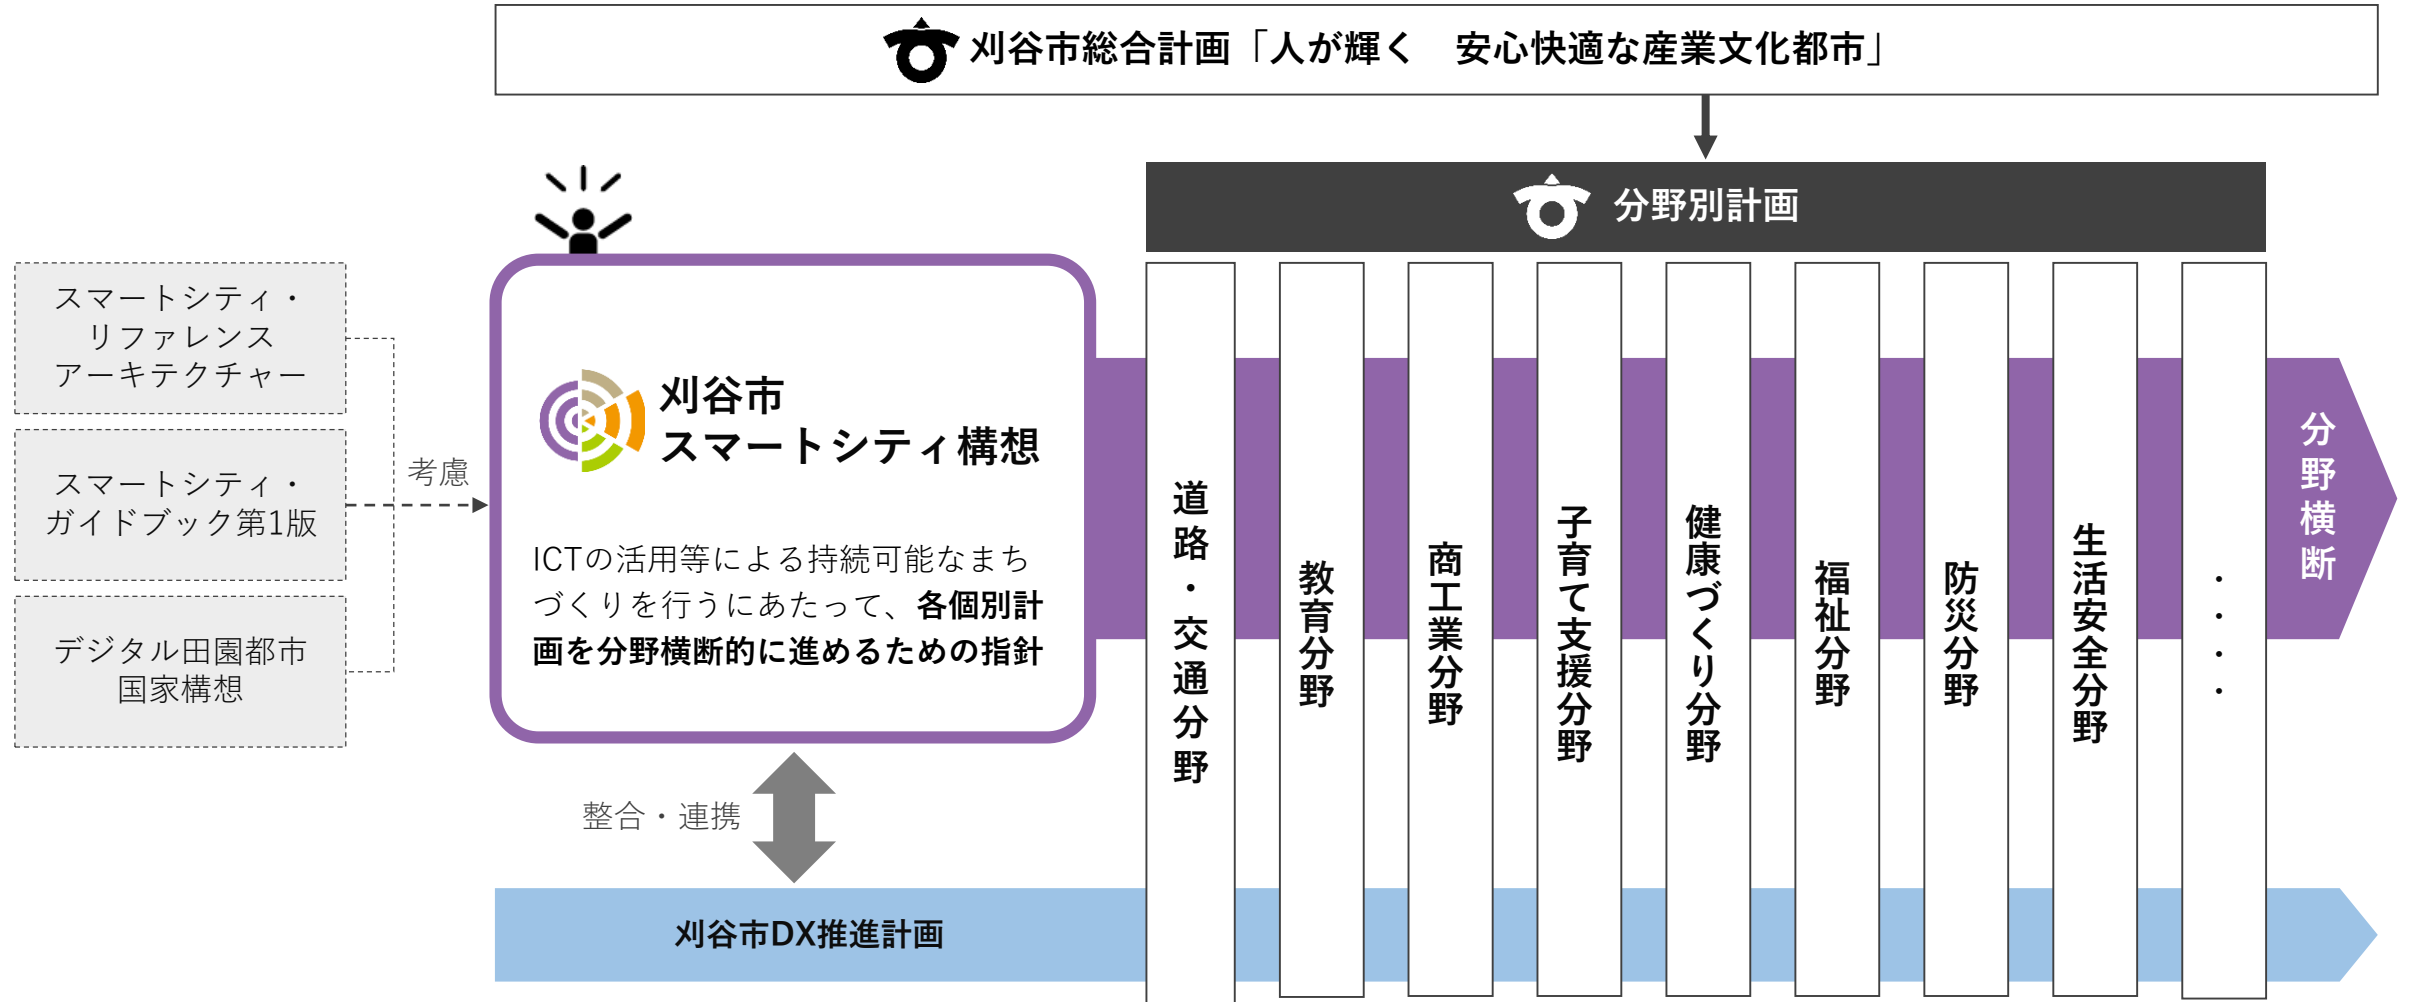 刈谷市総合計画「人が輝く　安心快適な産業文化都市」
分野別計画
スマートシティ・
リファレンス
アーキテクチャー
スマートシティ・
ガイドブック第1版
デジタル田園都市
国家構想
考慮
刈谷市
スマートシティ構想
ICTの活用等による持続可能なまち
づくりを行うにあたって、各個別計
画を分野横断的に進めるための指針
道路・交通分野
教育分野
商工業分野
子育て支援分野
健康づくり分野
福祉分野
防災分野
生活安全分野
・・・・
分野横断
整合・連携
刈谷市DX推進計画